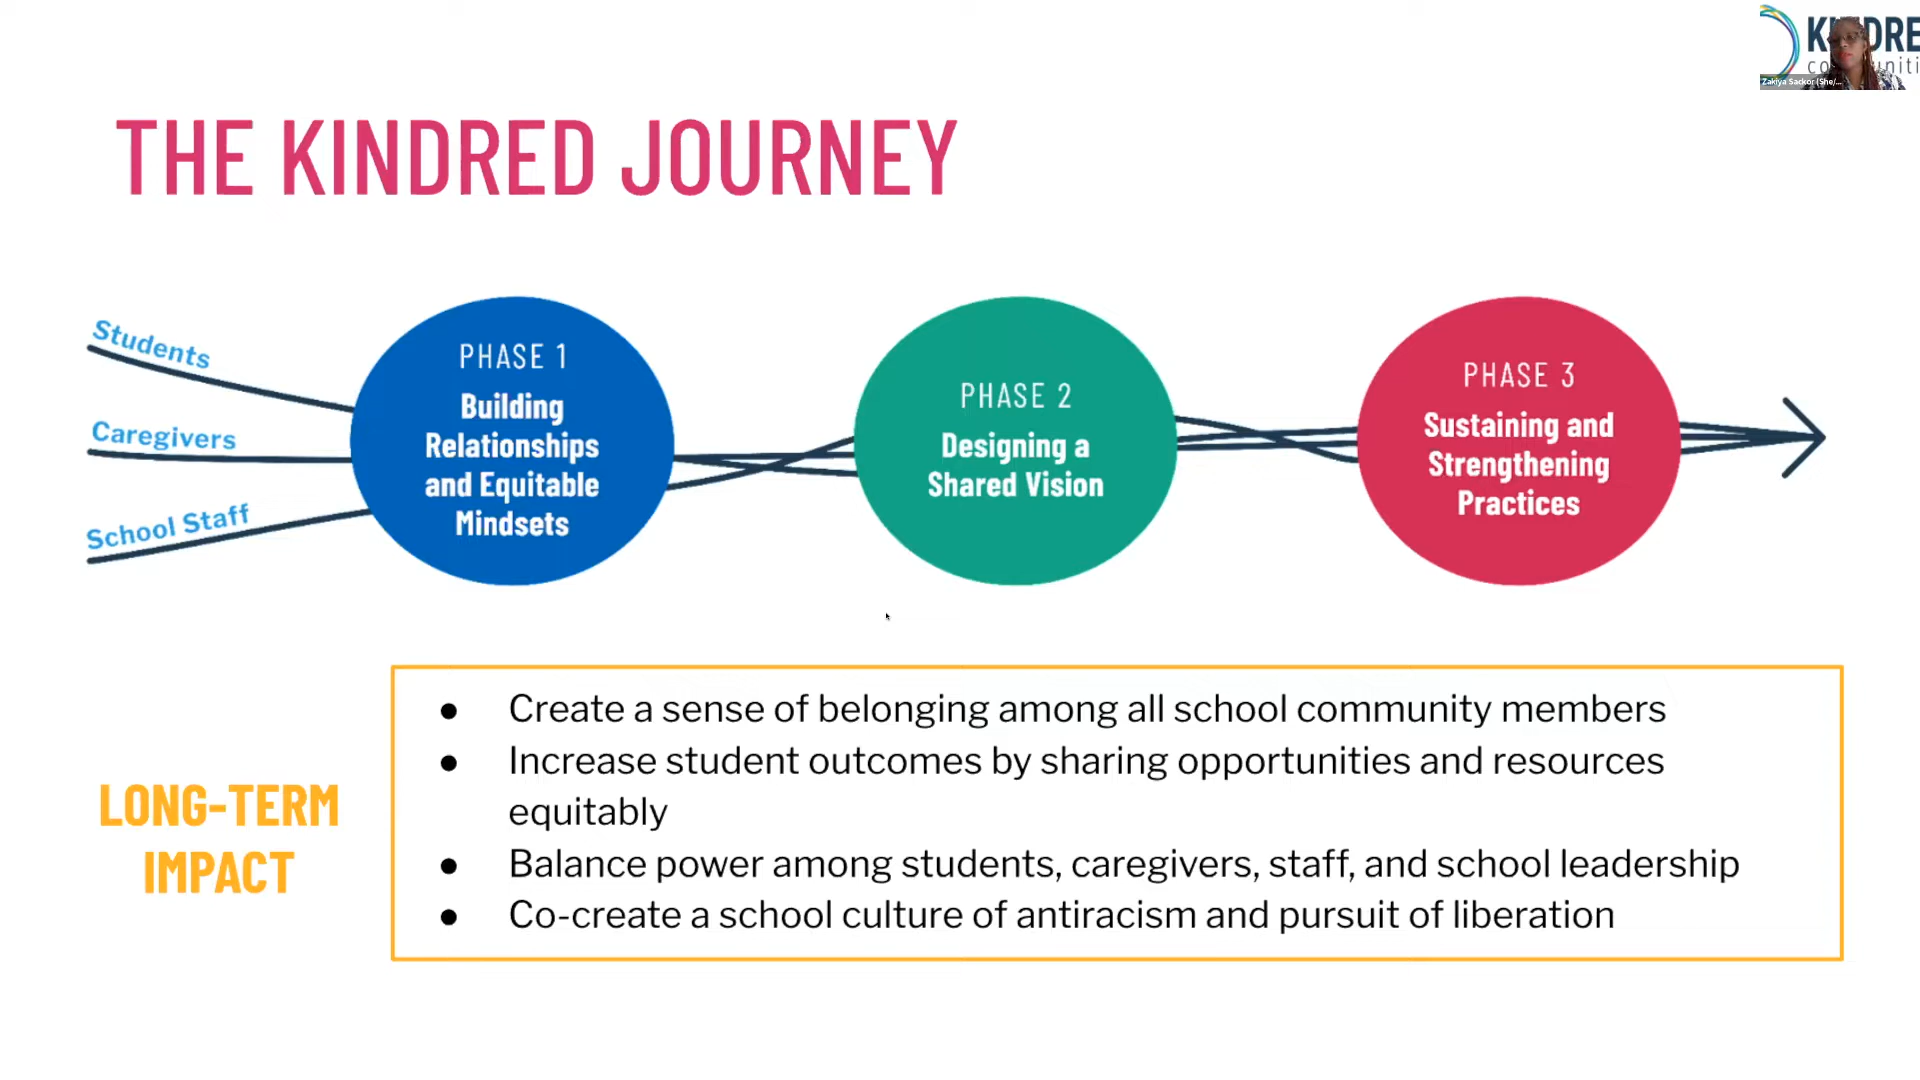 THE KINDRED JOURNEY
Zakiya Sackor (She/...
Students
Caregivers
School Staff
PHASE 1
Building
Relationships
and Equitable
Mindsets
PHASE 2
Designing a
Shared Vision
PHASE 3
Sustaining and
Strengthening
Practices
LONG-TERM
IMPACT
● Create a sense of belonging among all school community members
● Increase student outcomes by sharing opportunities and resources
equitably
● Balance power among students, caregivers, staff, and school leadership
● Co-create a school culture of antiracism and pursuit of liberation